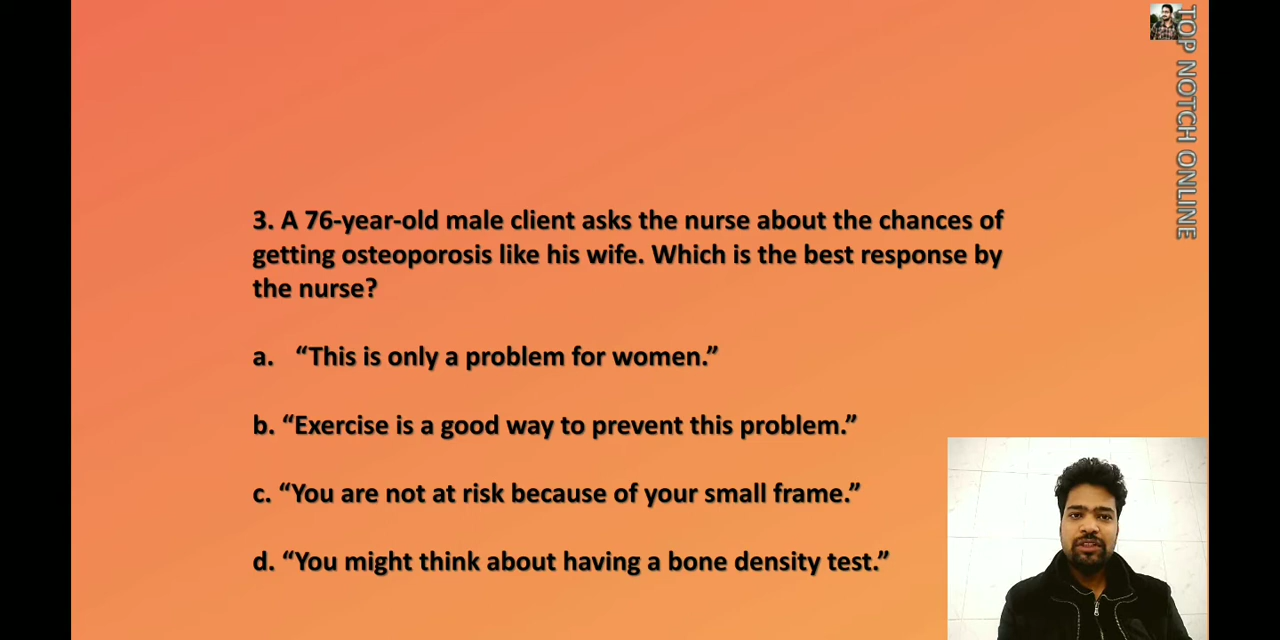 TOP NOTCH ONLINE
3. A 76-year-old male client asks the nurse about the chances of
getting osteoporosis like his wife. Which is the best response by
the nurse?
a. “This is only a problem for women.”
b. “Exercise is a good way to prevent this problem.”
c. “You are not at risk because of your small frame.”
d. “You might think about having a bone density test.”